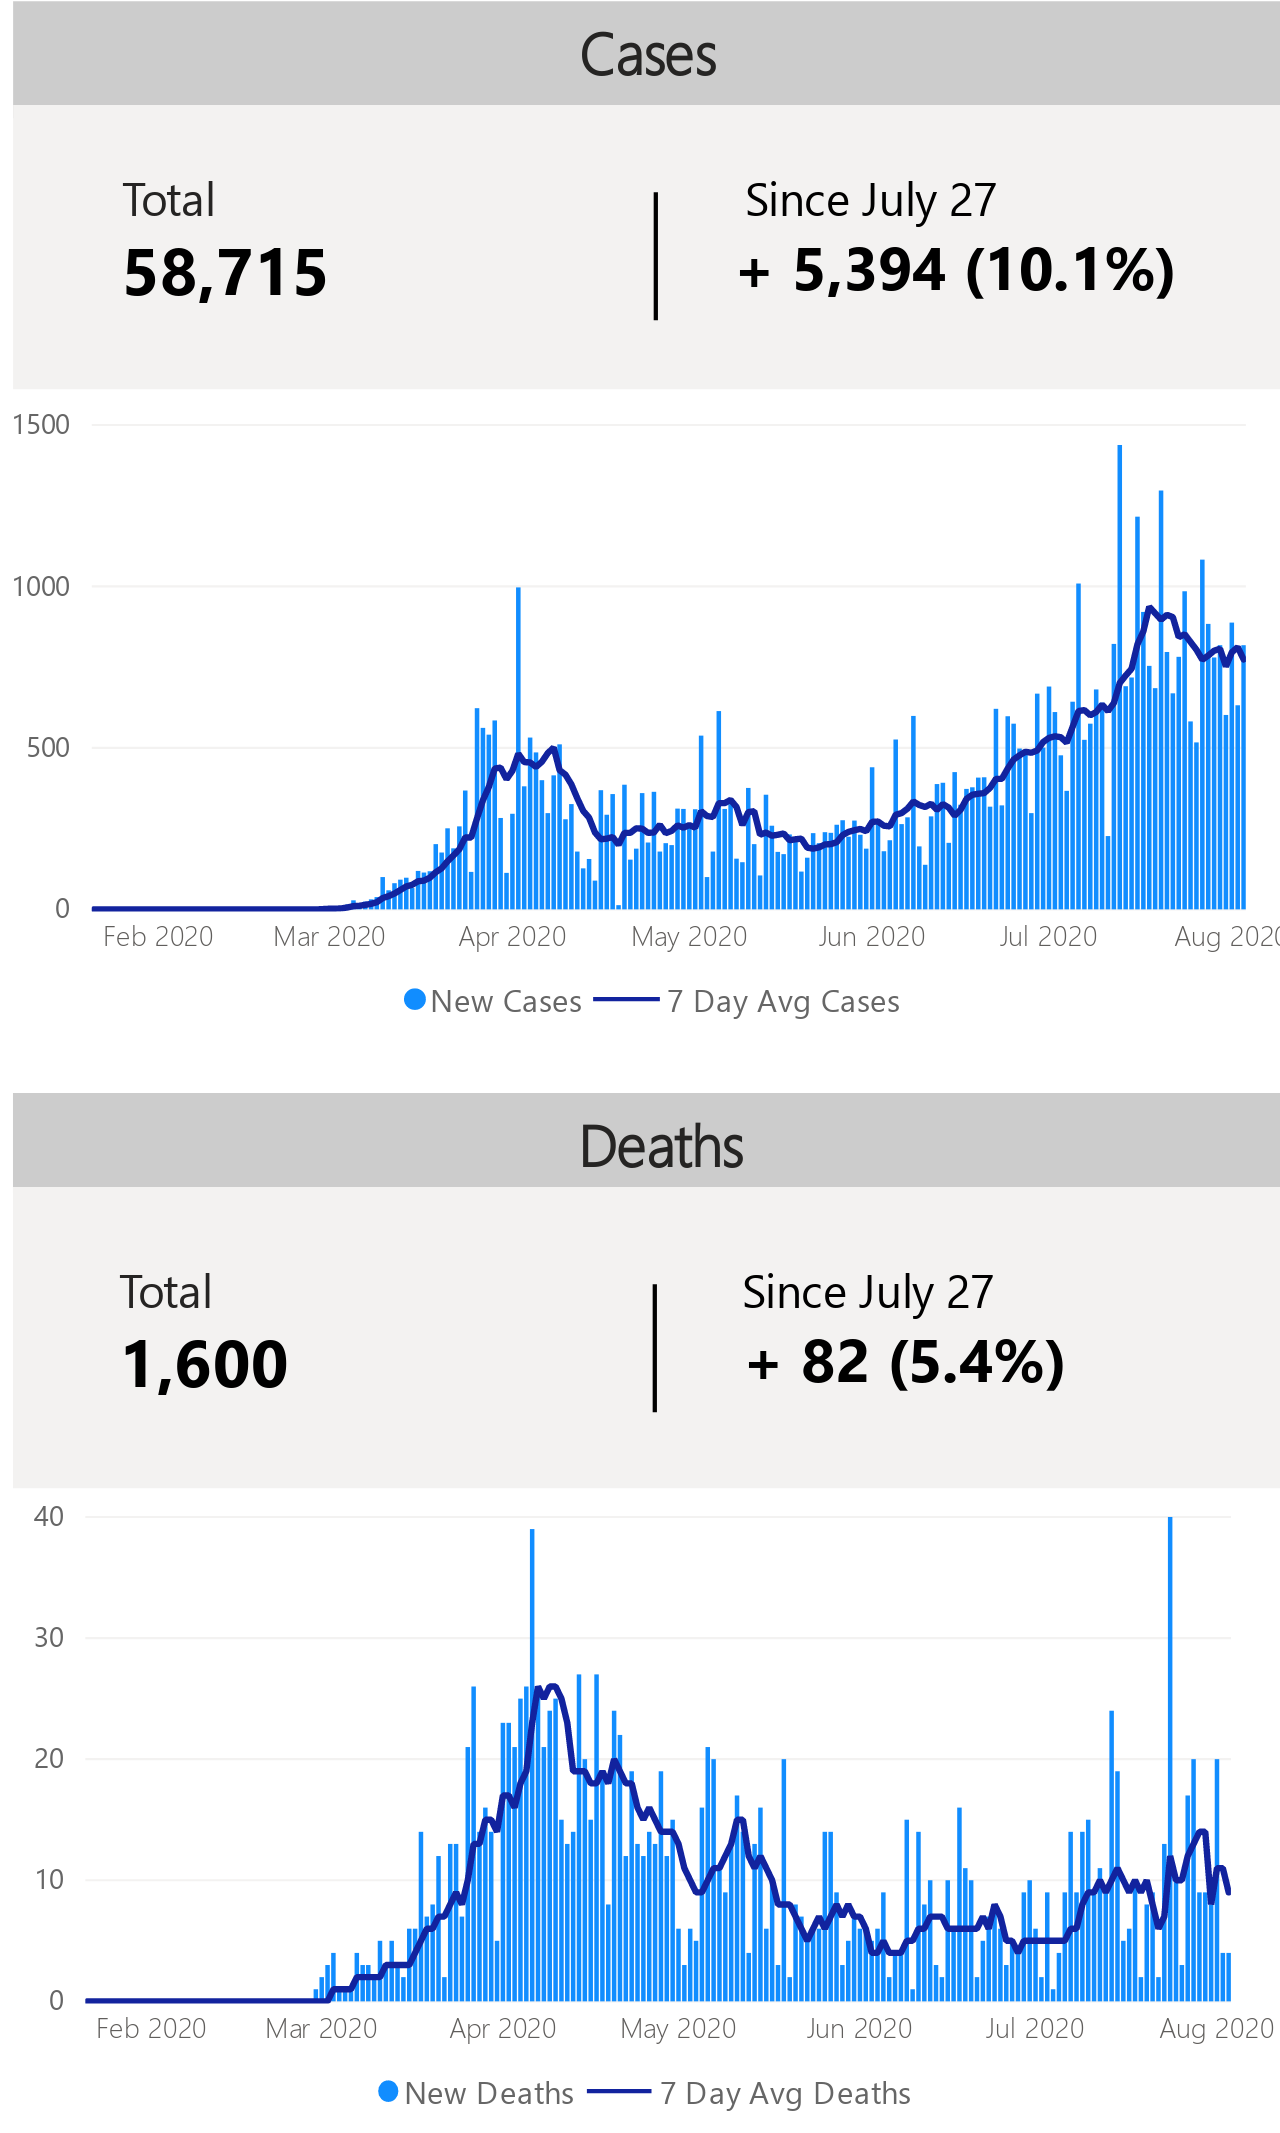 Cases
Total
Since July 27
58,715
+ 5,394 (10.1%)
1500
1000
500
0
Feb 2020 Mar 2020 Apr 2020 May 2020 Jun 2020 Jul 2020 Aug 2020
New Cases 7 Day Avg Cases
Deaths
Total
Since July 27
1,600
+ 82 (5.4%)
40
30
20
10
0
Feb 2020 Mar 2020 Apr 2020 May 2020 Jun 2020 Jul 2020 Aug 2020
New Deaths 7 Day Avg Deaths